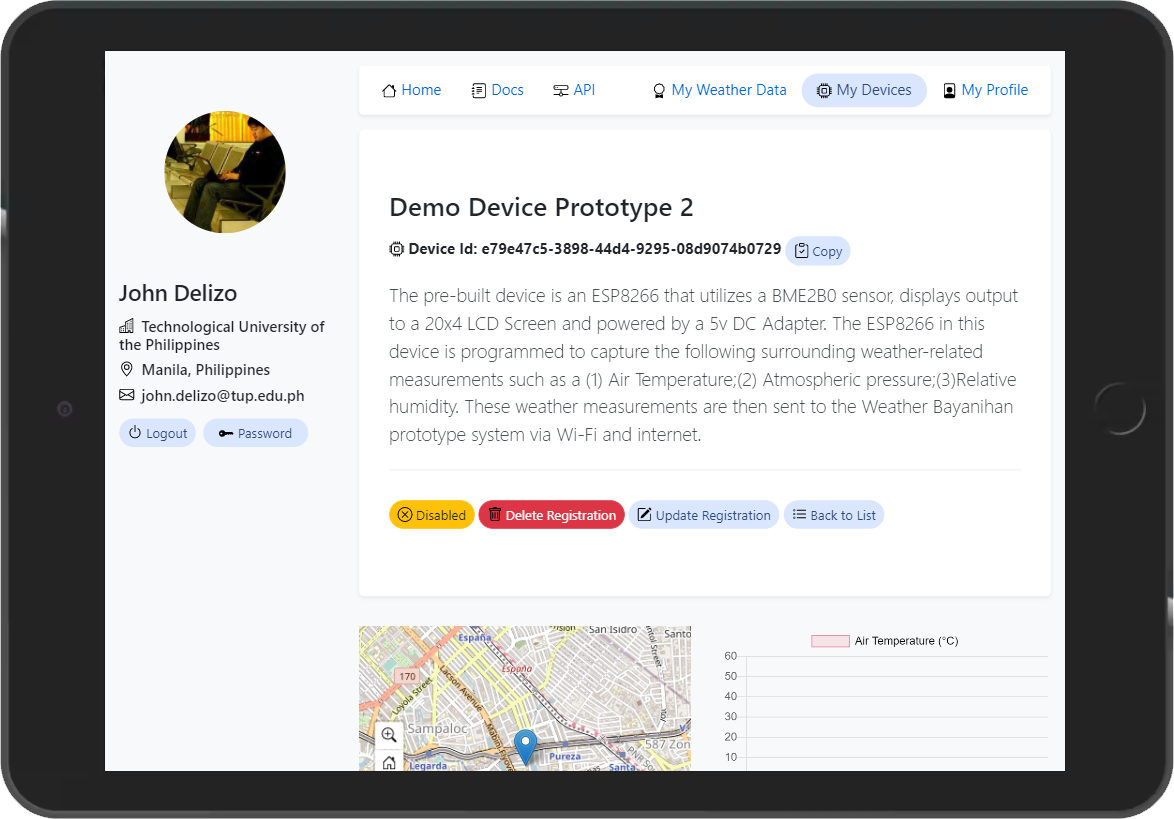 Home Docs API My Weather Data My Devices My Profile
Demo Device Prototype 2
Device Id: e79e47c5-3898-44d4-9295-08d9074b0729 Copy
The pre-built device is an ESP8266 that utilizes a BME2B0 sensor, displays output
to a 20x4 LCD Screen and powered by a 5v DC Adapter. The ESP8266 in this
device is programmed to capture the following surrounding weather-related
measurements such as a (1) Air Temperature;(2) Atmospheric pressure;(3)Relative
humidity. These weather measurements are then sent to the Weather Bayanihan
prototype system via Wi-Fi and internet.
Disabled Delete Registration Update Registration Back to List
John Delizo
Technological University of
the Philippines
Manila, Philippines
john.delizo@tup.edu.ph
Logout Password
España
San Isidro
Santo
España
170
Loyola Street
Lacson Avenue
Sampaloc
587 Zon
Pureza
Legarda
Santa
Air Temperature (°C)
60
50
40
30
20
10